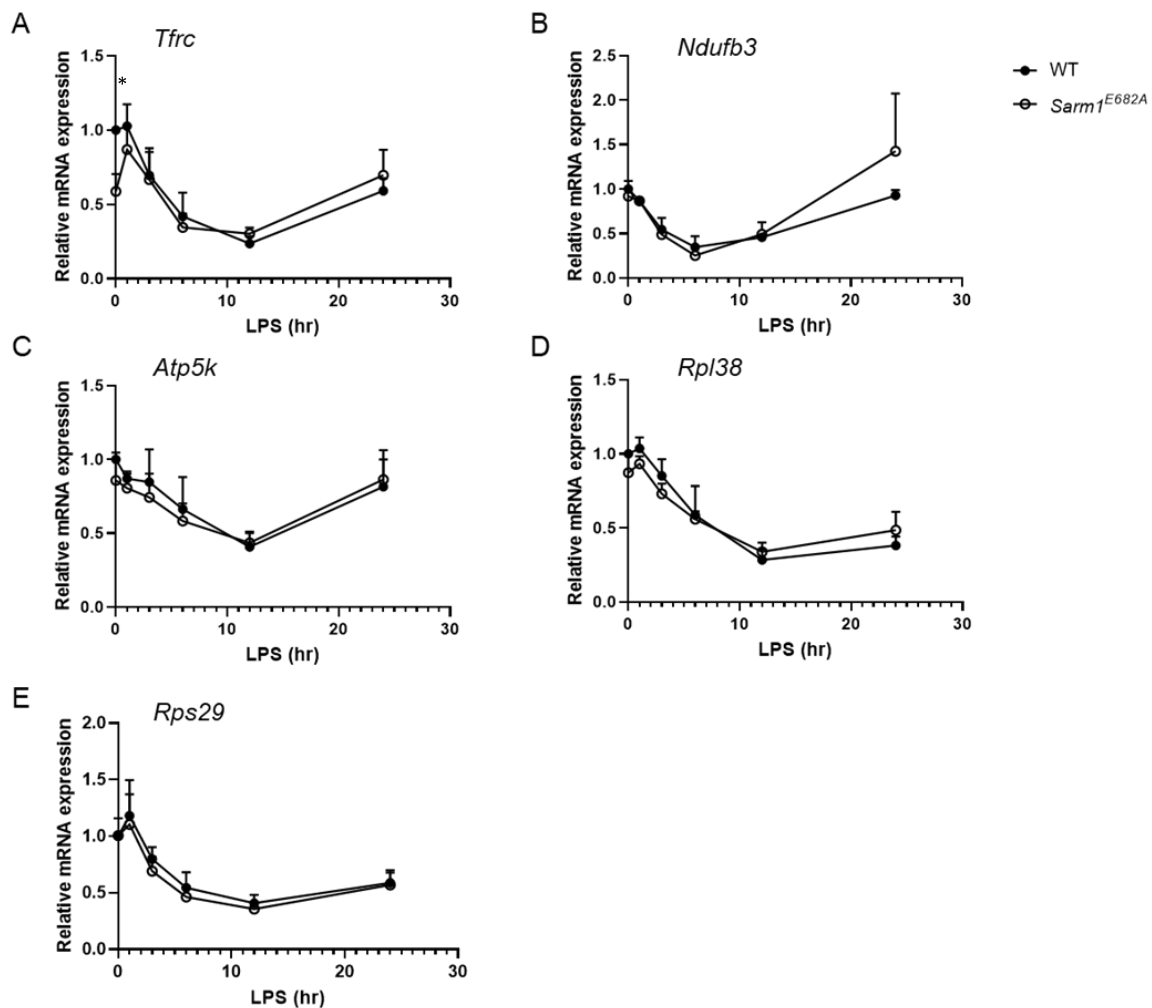 A
Tfrc
Relative mRNA expression
1.5
1.0
0.5
0.0
*
0 10 20 30
LPS (hr)
B
Ndufb3
Relative mRNA expression
2.5
2.0
1.5
1.0
0.5
0.0
0 10 20 30
LPS (hr)
WT
Sarm1E682A
C
Atp5k
Relative mRNA expression
1.5
1.0
0.5
0.0
0 10 20 30
LPS (hr)
D
Rpl38
Relative mRNA expression
1.5
1.0
0.5
0.0
0 10 20 30
LPS (hr)
E
Rps29
Relative mRNA expression
2.0
1.5
1.0
0.5
0.0
0 10 20 30
LPS (hr)